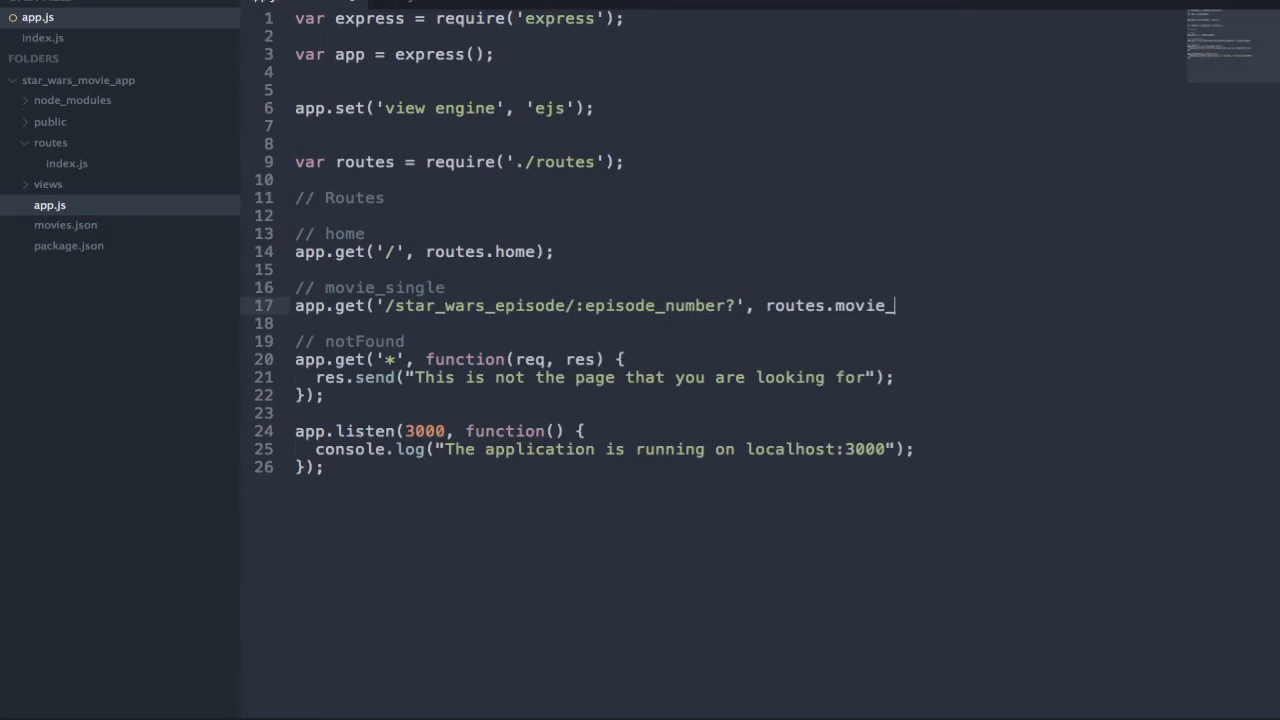 app.js
index.js
FOLDERS
star_wars_movie_app
node_modules
public
routes
index.js
views
app.js
movies.json
package.json
1 var express = require('express');
2
3 var app = express();
4
5
6 app.set('view engine', 'ejs');
7
8
9 var routes = require('./routes');
10
11 // Routes
12
13 // home
14 app.get('/', routes.home);
15
16 // movie_single
17 app.get('/star_wars_episode/:episode_number?', routes.movie_
18
19 // notFound
20 app.get('*', function(req, res) {
21 res.send("This is not the page that you are looking for");
22 });
23
24 app.listen(3000, function() {
25 console.log("The application is running on localhost:3000");
26 });